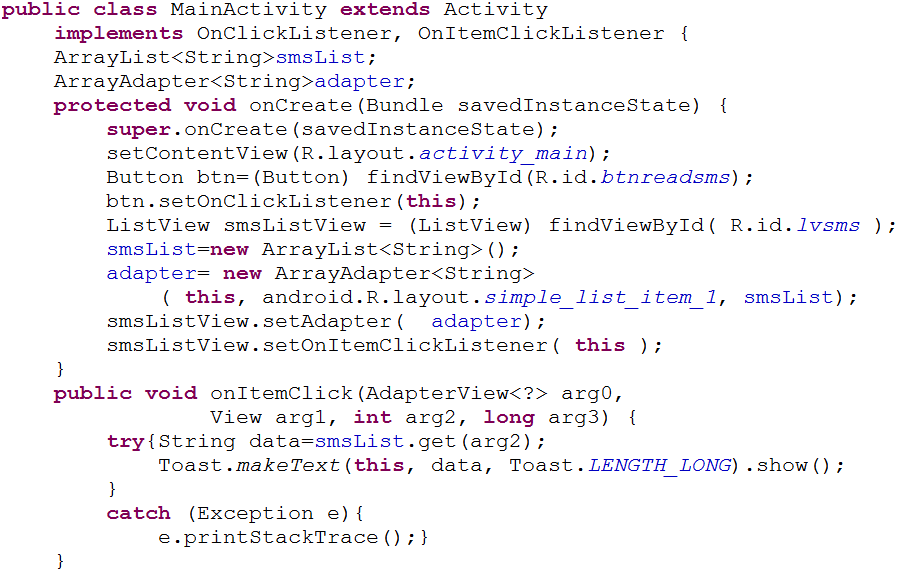 public class MainActivity extends Activity
    implements OnClickListener, OnItemClickListener {
    ArrayList<String>smsList;
    ArrayAdapter<String>adapter;
    protected void onCreate(Bundle savedInstanceState) {
        super.onCreate(savedInstanceState);
        setContentView(R.layout.activity_main);
        Button btn=(Button) findViewById(R.id.btnreadsms);
        btn.setOnClickListener(this);
        ListView smsListView = (ListView) findViewById( R.id.lvsms );
        smsList=new ArrayList<String>();
        adapter= new ArrayAdapter<String>
            ( this, android.R.layout.simple_list_item_1, smsList);
        smsListView.setAdapter(  adapter);
        smsListView.setOnItemClickListener( this );
    }
    public void onItemClick(AdapterView<?> arg0,
                View arg1, int arg2, long arg3) {
        try{String data=smsList.get(arg2);
            Toast.makeText(this, data, Toast.LENGTH_LONG).show();
        }
        catch (Exception e){
            e.printStackTrace();}
    }